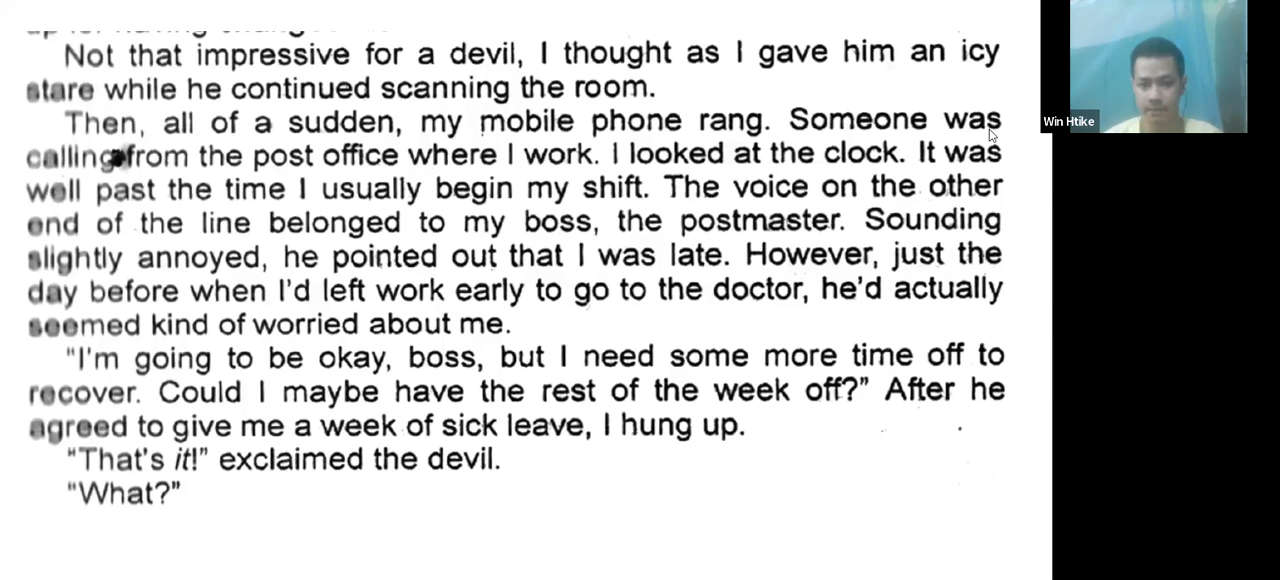 Not that impressive for a devil, I thought as I gave him an icy
stare while he continued scanning the room.
Then, all of a sudden, my mobile phone rang. Someone was
calling from the post office where I work. I looked at the clock. It was
well past the time I usually begin my shift. The voice on the other
end of the line belonged to my boss, the postmaster. Sounding
slightly annoyed, he pointed out that I was late. However, just the
day before when I'd left work early to go to the doctor, he'd actually
seemed kind of worried about me.
"I'm going to be okay, boss, but I need some more time off to
recover. Could I maybe have the rest of the week off?" After he
agreed to give me a week of sick leave, I hung up.
"That's it!" exclaimed the devil.
"What?"
Win Htike